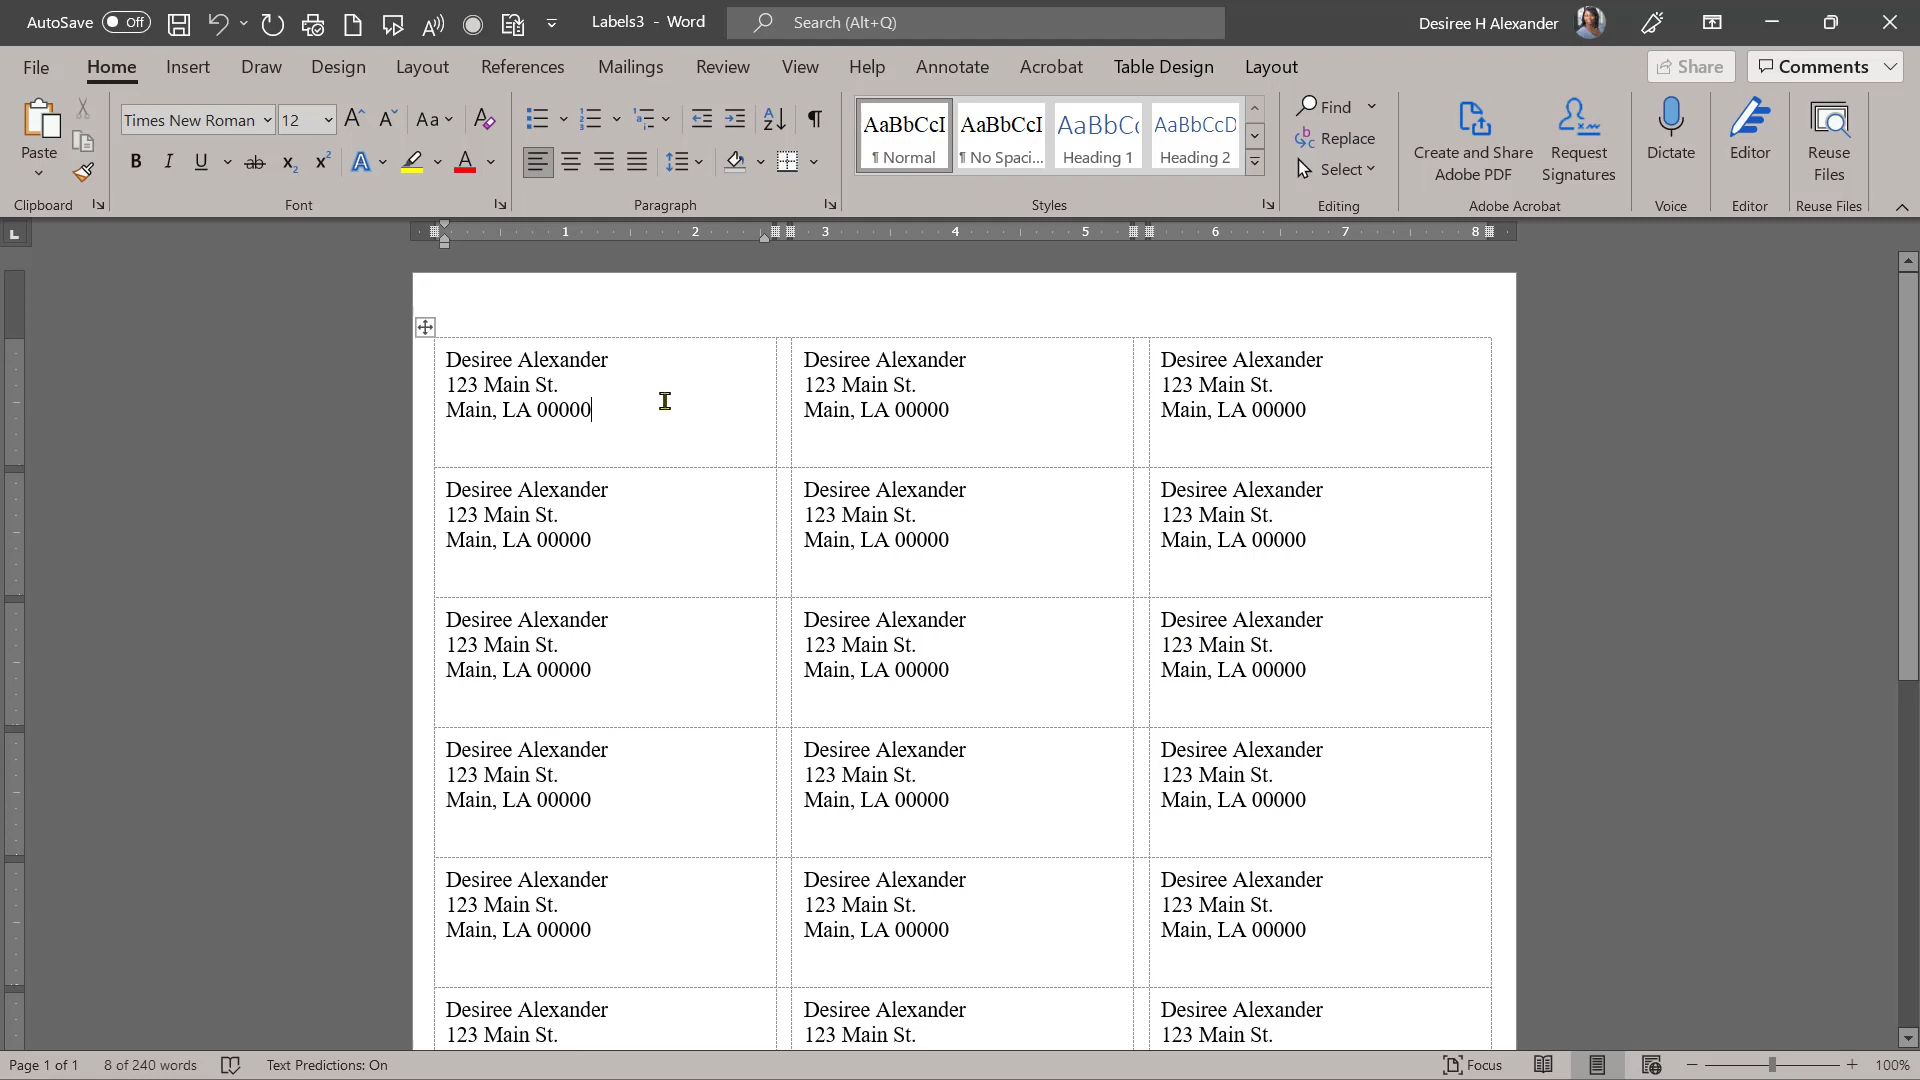 AutoSave Off Labels3 - Word Search (Alt+Q) Desiree H Alexander
File Home Insert Draw Design Layout References Mailings Review View Help Annotate Acrobat Table Design Layout Share Comments
Paste
Clipboard
Times New Roman 12 Aa
B I U ab x₂ x² A A
Font
Paragraph
AaBbCcI AaBbCcI AaBbC AaBbCcD
¶ Normal ¶ No Spaci... Heading 1 Heading 2
Styles
Find
Replace
Select
Editing
Create and Share Adobe PDF
Request Signatures
Adobe Acrobat
Dictate
Voice
Editor
Editor
Reuse Files
Reuse Files
L 1 2 3 4 5 6 7 8
Desiree Alexander
123 Main St.
Main, LA 00000
Desiree Alexander
123 Main St.
Main, LA 00000
Desiree Alexander
123 Main St.
Main, LA 00000
Desiree Alexander
123 Main St.
Main, LA 00000
Desiree Alexander
123 Main St.
Main, LA 00000
Desiree Alexander
123 Main St.
Main, LA 00000
Desiree Alexander
123 Main St.
Main, LA 00000
Desiree Alexander
123 Main St.
Main, LA 00000
Desiree Alexander
123 Main St.
Main, LA 00000
Desiree Alexander
123 Main St.
Main, LA 00000
Desiree Alexander
123 Main St.
Main, LA 00000
Desiree Alexander
123 Main St.
Main, LA 00000
Desiree Alexander
123 Main St.
Main, LA 00000
Desiree Alexander
123 Main St.
Main, LA 00000
Desiree Alexander
123 Main St.
Main, LA 00000
Desiree Alexander
123 Main St.
Desiree Alexander
123 Main St.
Desiree Alexander
123 Main St.
Page 1 of 1 8 of 240 words Text Predictions: On Focus 100%